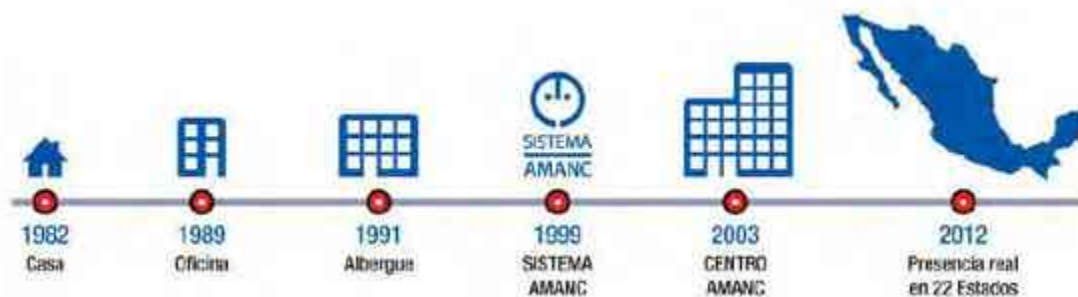 SISTEMA
AMANC
1982
Casa
1989
Oficina
1991
Albergue
1999
SISTEMA
AMANC
2003
CENTRO
AMANC
2012
Presencia real
en 22 Estados